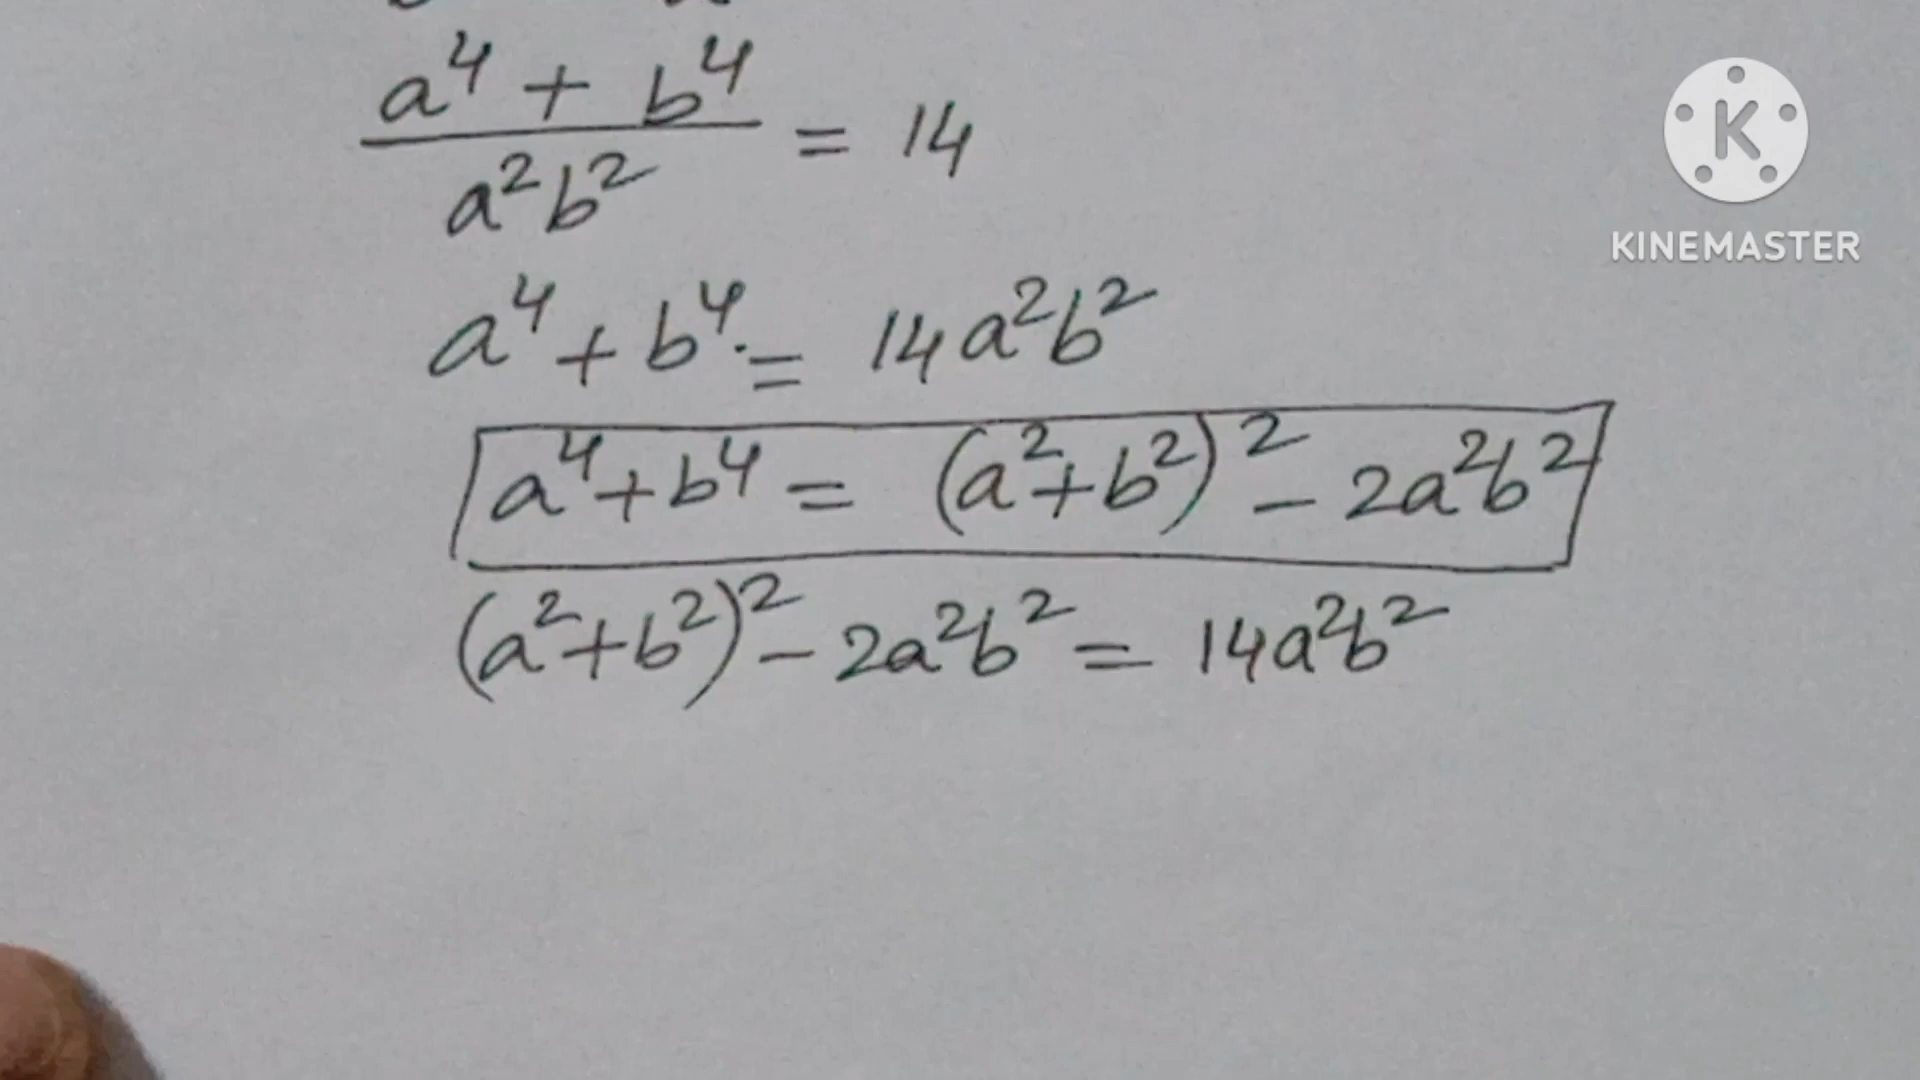 a⁴ + b⁴
a²b² = 14
KINEMASTER
a⁴ + b⁴ = 14a²b²
a⁴ + b⁴ = (a² + b²)² - 2a²b²
(a² + b²)² - 2a²b² = 14a²b²